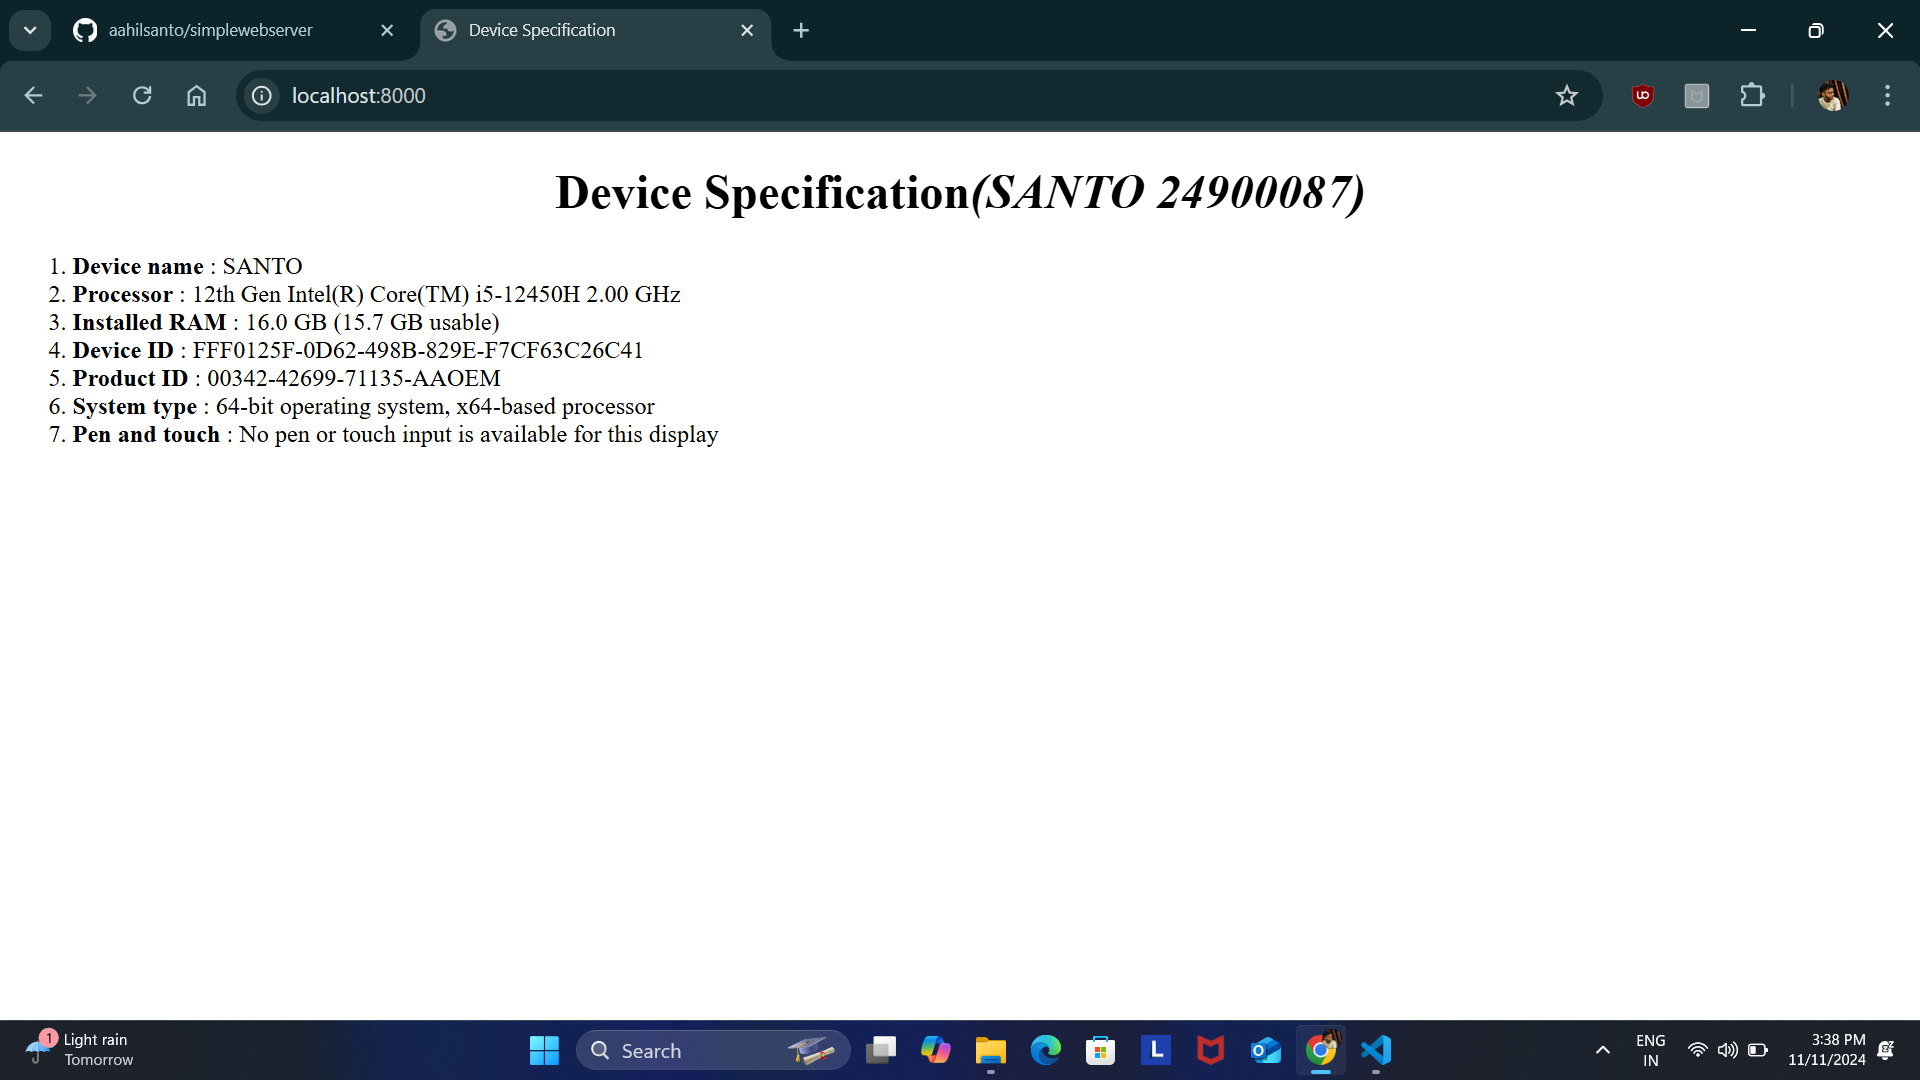 aahilsanto/simplewebserver
Device Specification
localhost:8000
Device Specification(SANTO 24900087)
1. Device name : SANTO
2. Processor : 12th Gen Intel(R) Core(TM) i5-12450H 2.00 GHz
3. Installed RAM : 16.0 GB (15.7 GB usable)
4. Device ID : FFF0125F-0D62-498B-829E-F7CF63C26C41
5. Product ID : 00342-42699-71135-AAOEM
6. System type : 64-bit operating system, x64-based processor
7. Pen and touch : No pen or touch input is available for this display
1
Light rain
Tomorrow
Search
L
ENG
IN
3:38 PM
11/11/2024